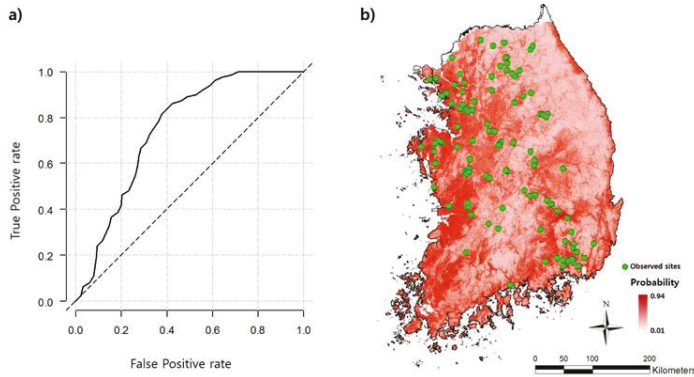 a)
1.0
0.8
0.6
0.4
0.2
0.0
True Positive rate
0.0 0.2 0.4 0.6 0.8 1.0
False Positive rate
b)
Observed sites
Probability
0.94
0.01
N
0 50 100 200
Kilometers